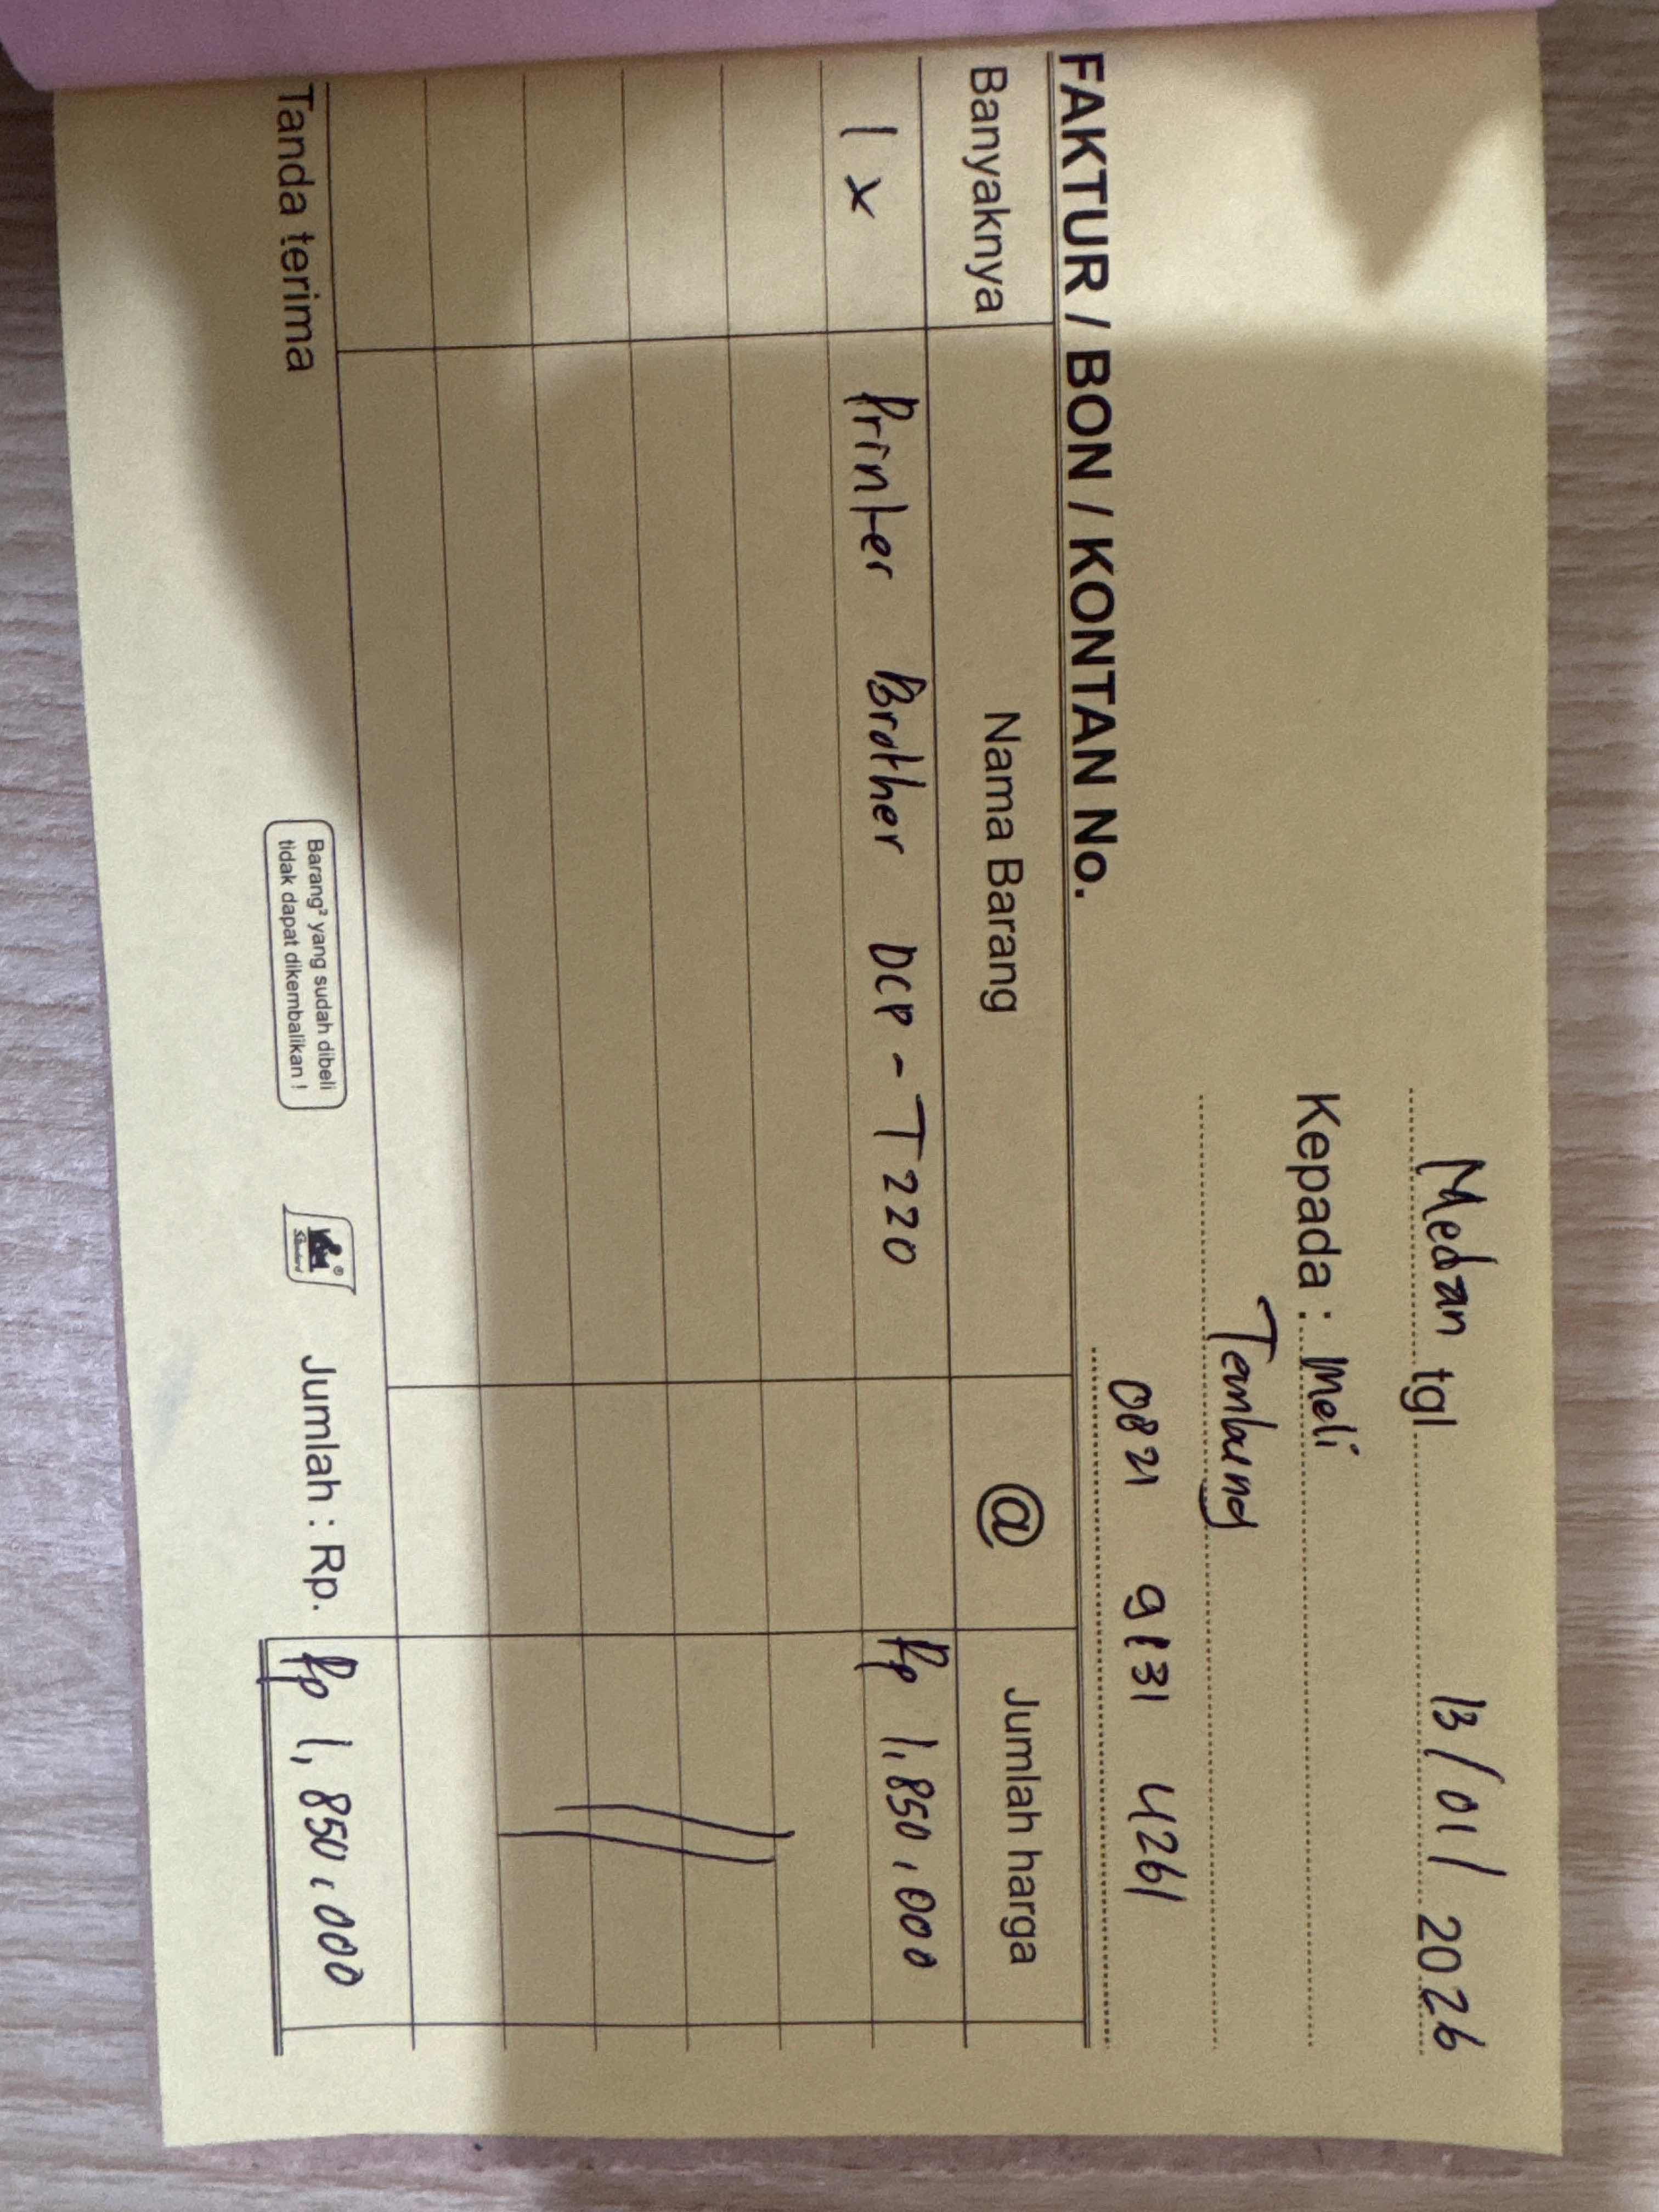 Medan tgl 13/01/2026
Kepada : Meli
Tembung
0821 9131 4261
FAKTUR / BON / KONTAN No.
Banyaknya Nama Barang @ Jumlah harga
1 x Printer Brother DCP - T220 Rp 1,850,000
Tanda terima
Barang² yang sudah dibeli
tidak dapat dikembalikan !
Jumlah : Rp. Rp 1,850,000